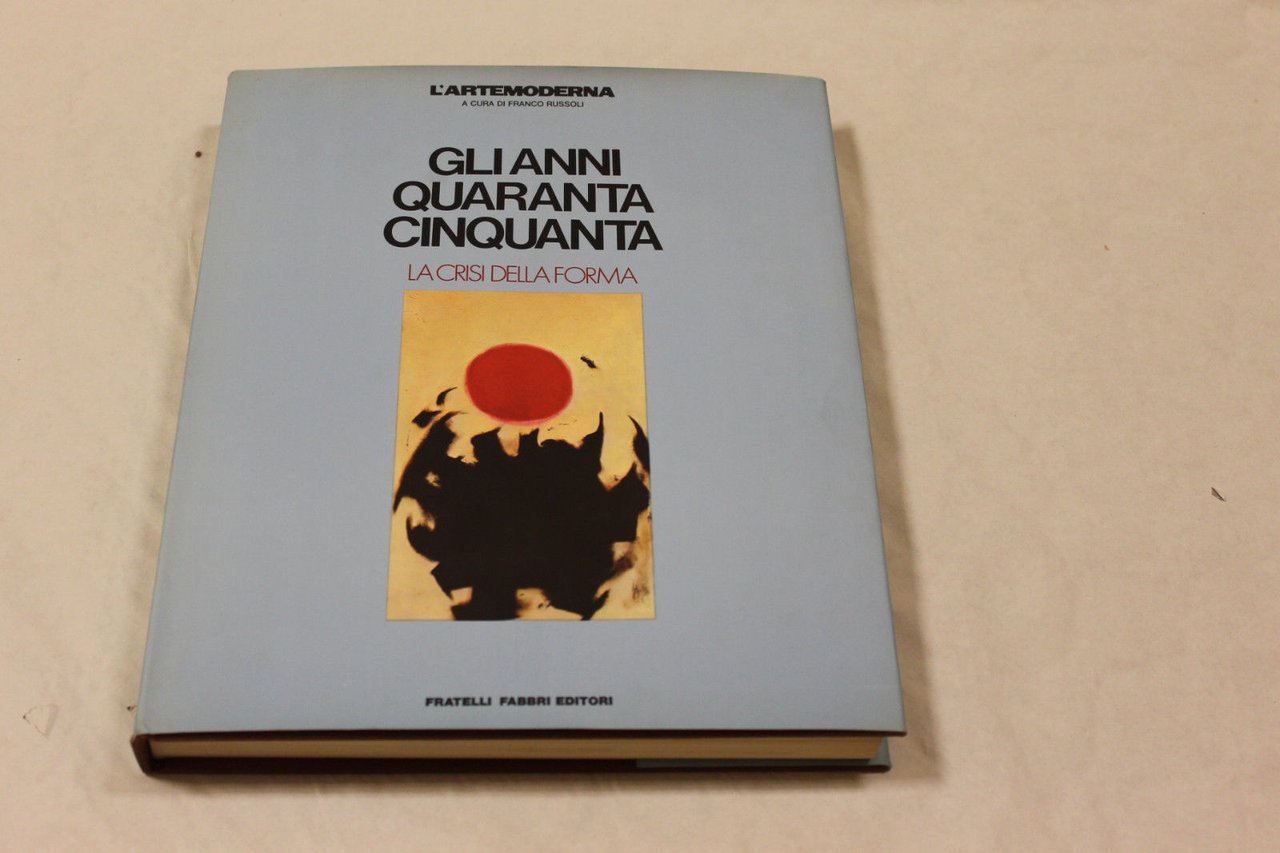 L'ARTEMODERNA
A CURA DI FRANCO RUSSOLI
GLI ANNI
QUARANTA
CINQUANTA
LA CRISI DELLA FORMA
FRATELLI FABBRI EDITORI